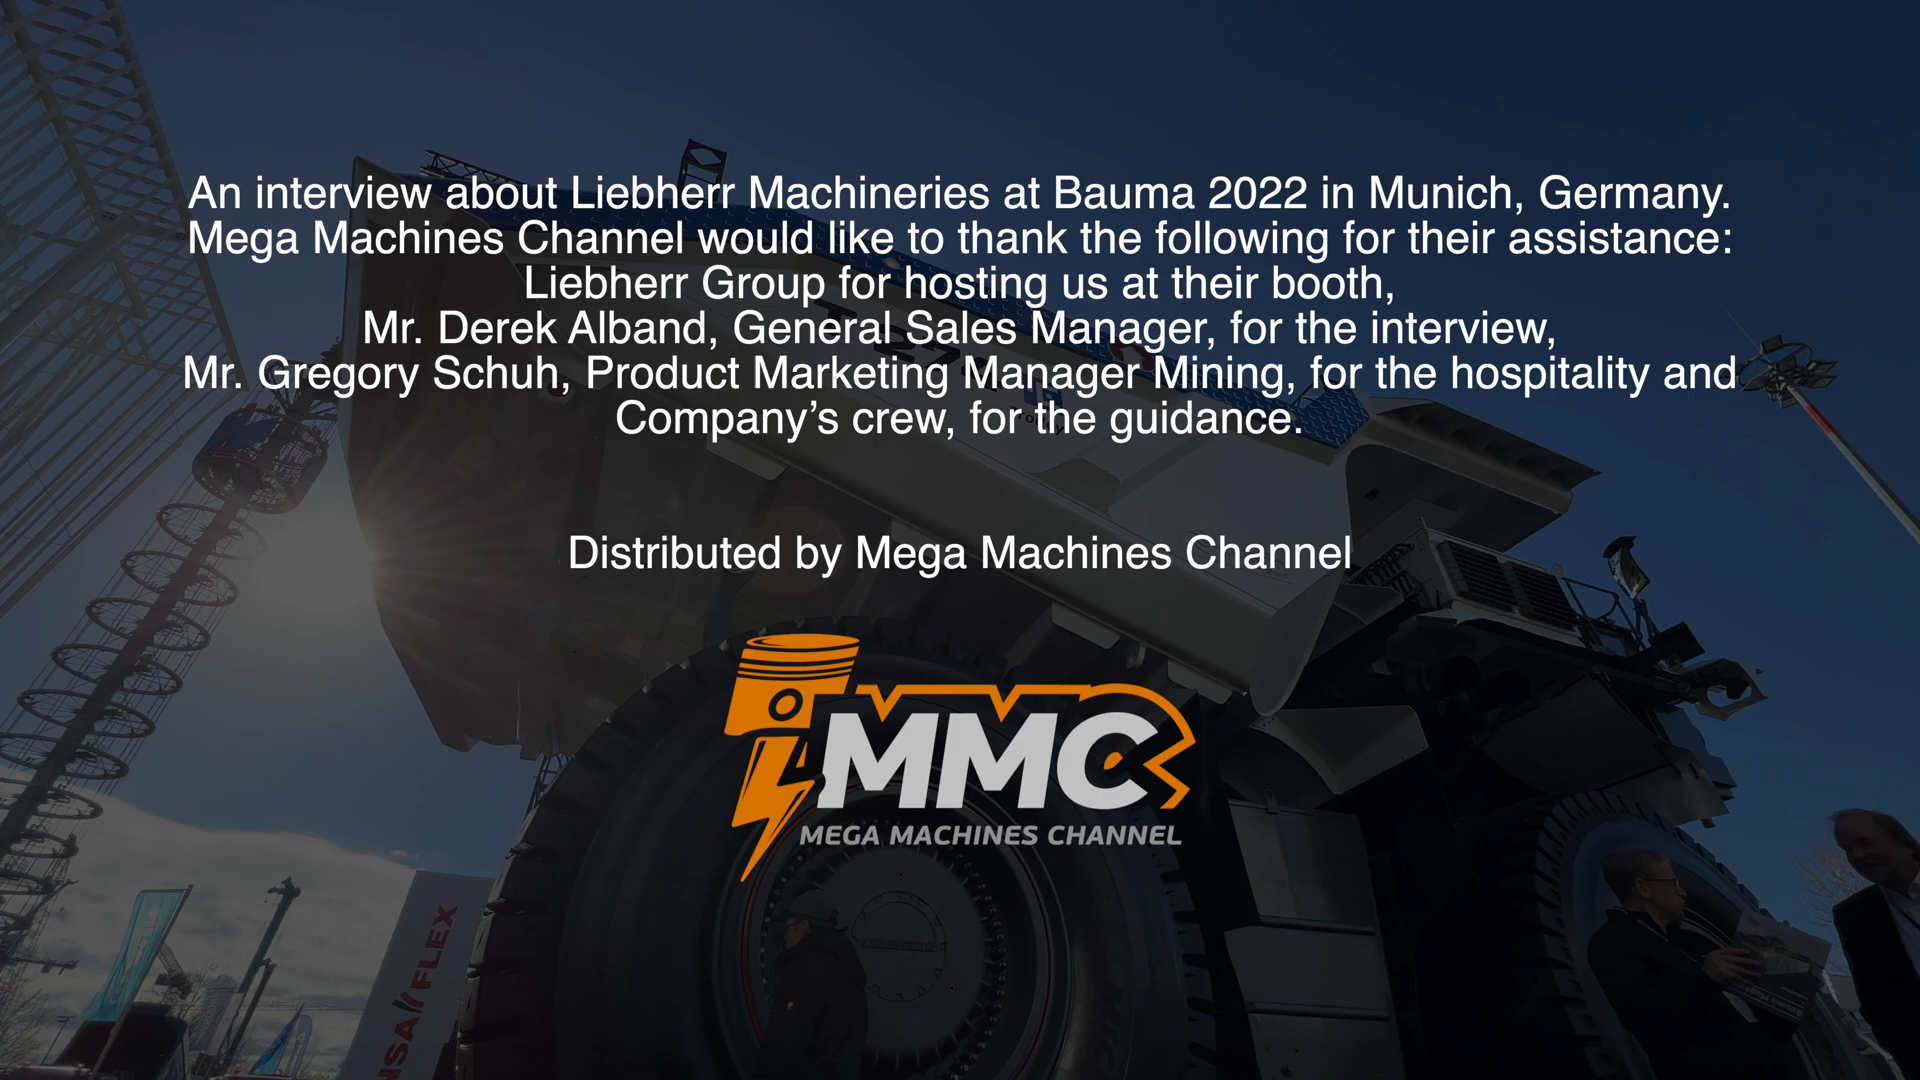 An interview about Liebherr Machineries at Bauma 2022 in Munich, Germany.
Mega Machines Channel would like to thank the following for their assistance:
Liebherr Group for hosting us at their booth,
Mr. Derek Alband, General Sales Manager, for the interview,
Mr. Gregory Schuh, Product Marketing Manager Mining, for the hospitality and
Company’s crew, for the guidance.
Distributed by Mega Machines Channel
MMC
MEGA MACHINES CHANNEL
NSA/FLEX
LIEBHERR